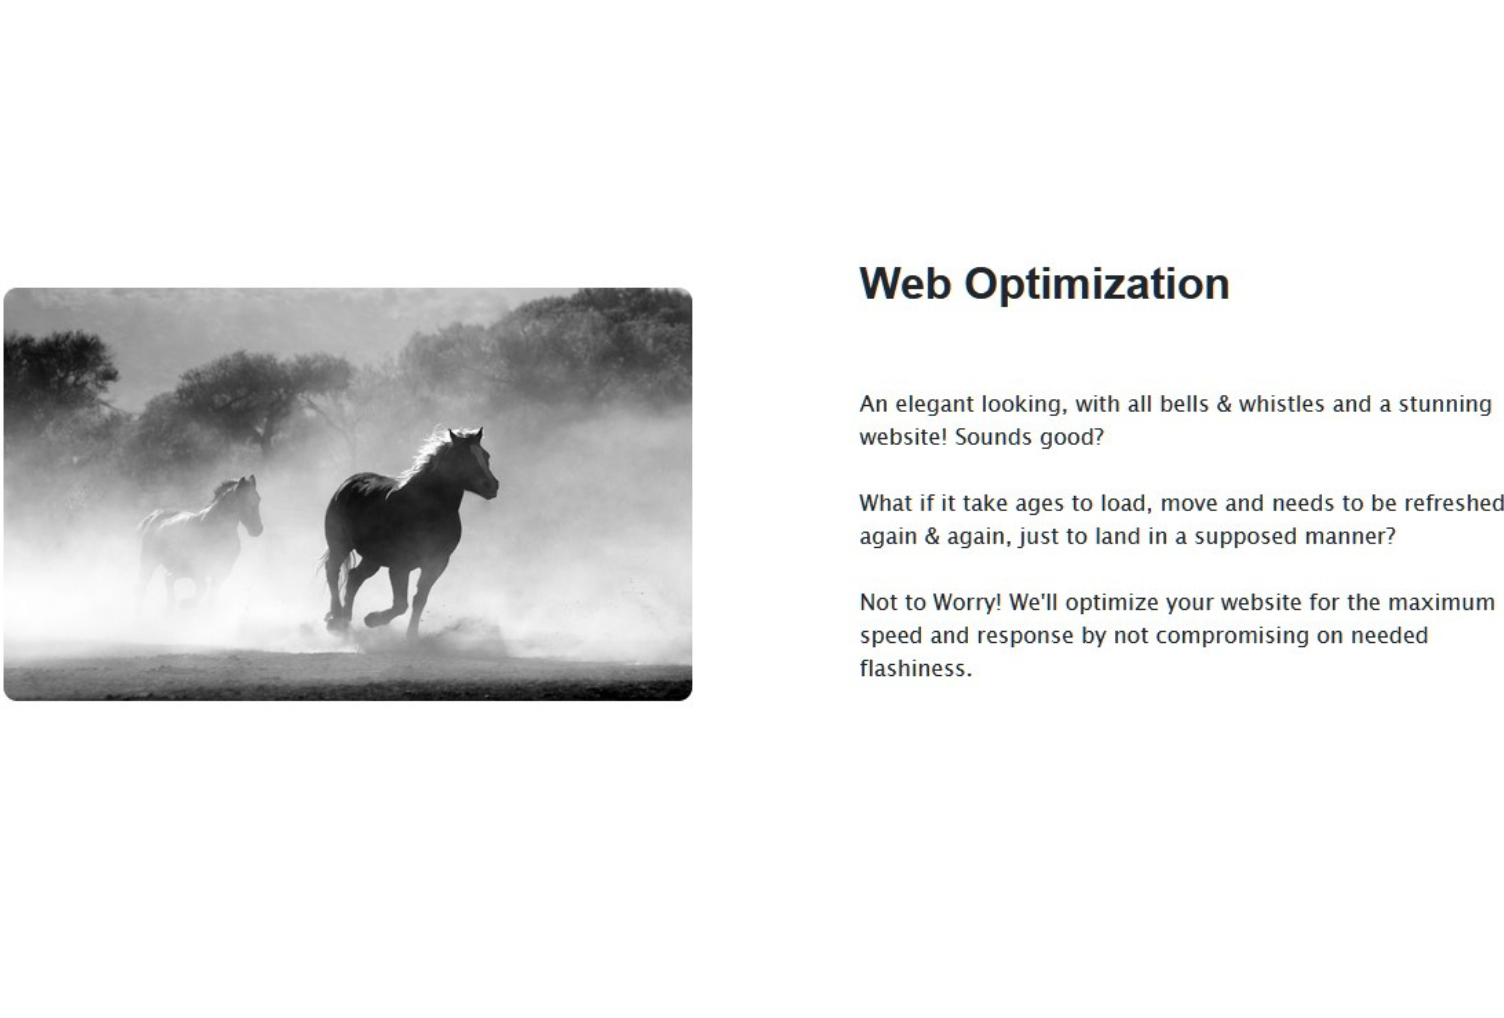 Web Optimization
An elegant looking, with all bells & whistles and a stunning
website! Sounds good?
What if it take ages to load, move and needs to be refreshed
again & again, just to land in a supposed manner?
Not to Worry! We'll optimize your website for the maximum
speed and response by not compromising on needed
flashiness.